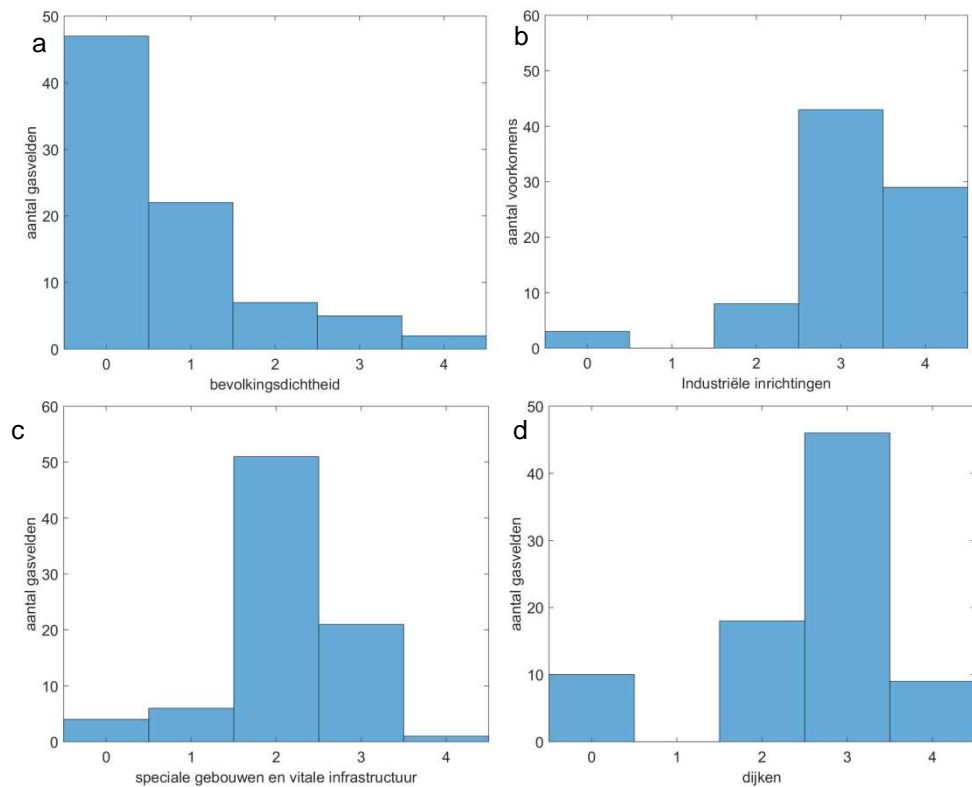 a
50
40
30
20
10
0
aantal gasvelden
0 1 2 3 4
bevolkingsdichtheid
b
60
50
40
30
20
10
0
aantal voorkomens
0 1 2 3 4
Industriële inrichtingen
c
60
50
40
30
20
10
0
aantal gasvelden
0 1 2 3 4
speciale gebouwen en vitale infrastructuur
d
50
40
30
20
10
0
aantal gasvelden
0 1 2 3 4
dijken